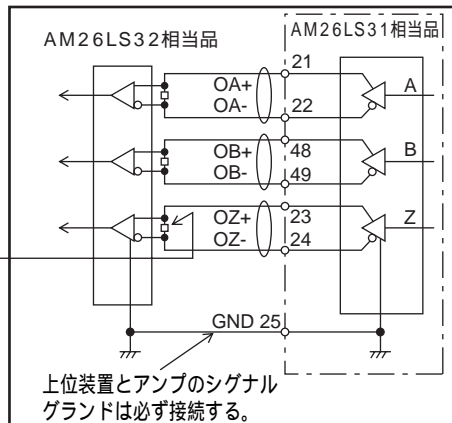 AM26LS32相当品
AM26LS31相当品
21
OA+
A
OA-
22
OB+
48
B
OB-
49
OZ+
23
Z
OZ-
24
GND 25
上位装置とアンプのシグナル
グランドは必ず接続する。